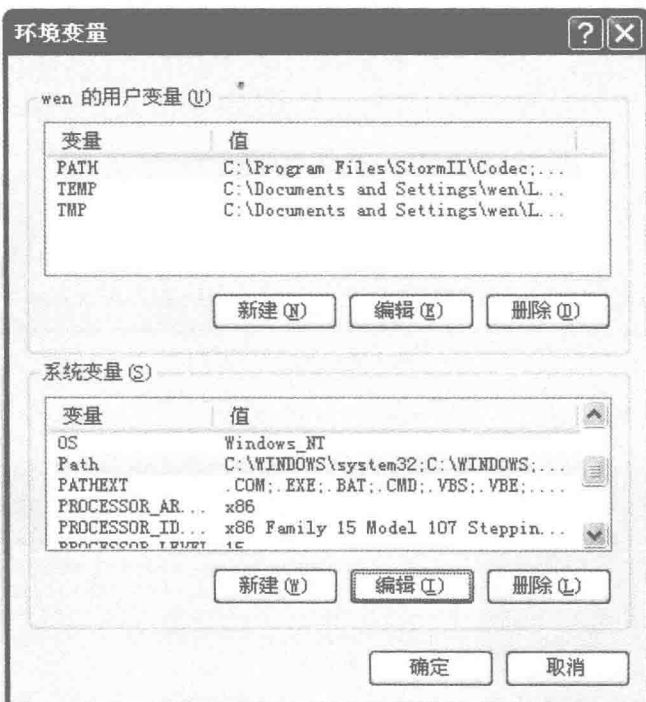 环境变量
wen 的用户变量(U)
变量 值
PATH C:\Program Files\StormII\Codec;...
TEMP C:\Documents and Settings\wen\L...
TMP C:\Documents and Settings\wen\L...
新建(N) 编辑(E) 删除(D)
系统变量(S)
变量 值
OS Windows_NT
Path C:\WINDOWS\system32;C:\WINDOWS;...
PATHEXT .COM;.EXE;.BAT;.CMD;.VBS;.VBE;....
PROCESSOR_AR... x86
PROCESSOR_ID... x86 Family 15 Model 107 Steppin...
PROCESSOR_LEVEL 15
新建(W) 编辑(I) 删除(L)
确定 取消